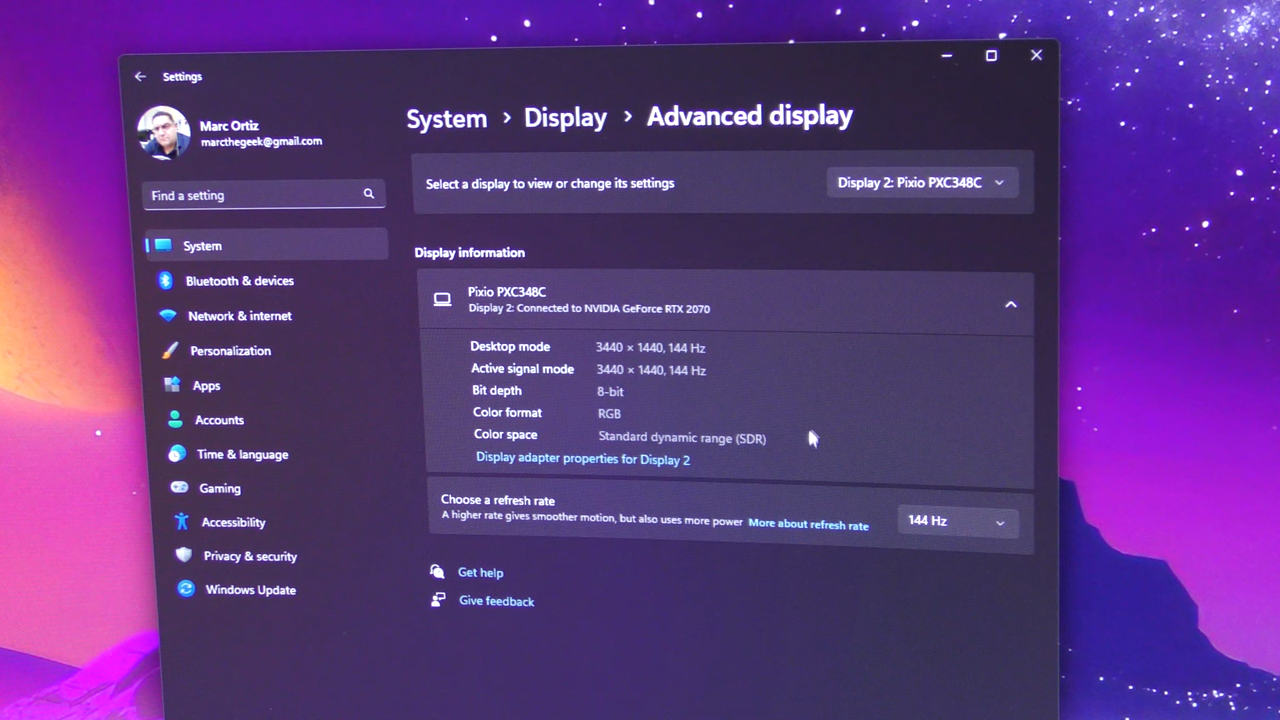 Settings
Marc Ortiz
marcthegeek@gmail.com
Find a setting
System
Bluetooth & devices
Network & internet
Personalization
Apps
Accounts
Time & language
Gaming
Accessibility
Privacy & security
Windows Update
System > Display > Advanced display
Select a display to view or change its settings
Display 2: Pixio PXC348C
Display information
Pixio PXC348C
Display 2: Connected to NVIDIA GeForce RTX 2070
Desktop mode 3440 × 1440, 144 Hz
Active signal mode 3440 × 1440, 144 Hz
Bit depth 8-bit
Color format RGB
Color space Standard dynamic range (SDR)
Display adapter properties for Display 2
Choose a refresh rate
A higher rate gives smoother motion, but also uses more power More about refresh rate
144 Hz
Get help
Give feedback